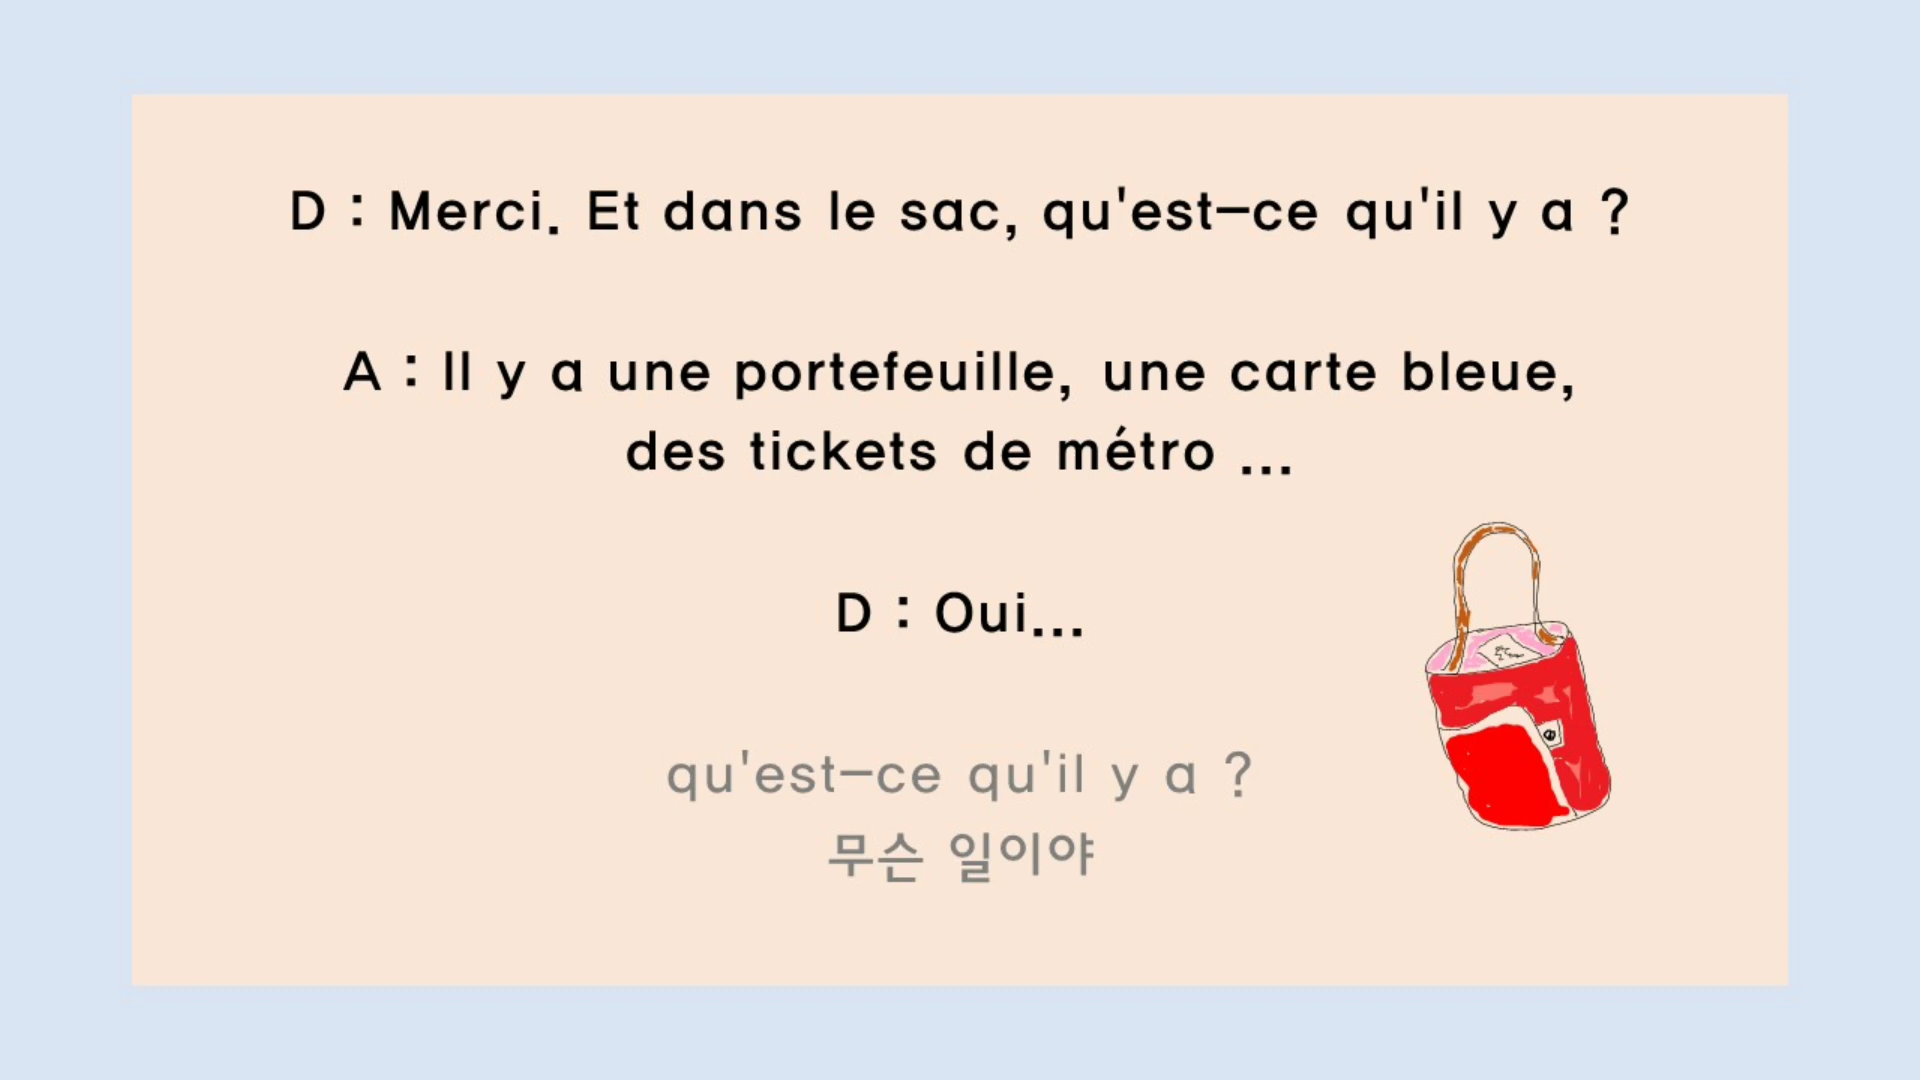 D : Merci. Et dans le sac, qu'est-ce qu'il y a ?
A : Il y a une portefeuille, une carte bleue,
des tickets de métro ...
D : Oui...
qu'est-ce qu'il y a ?
무슨 일이야